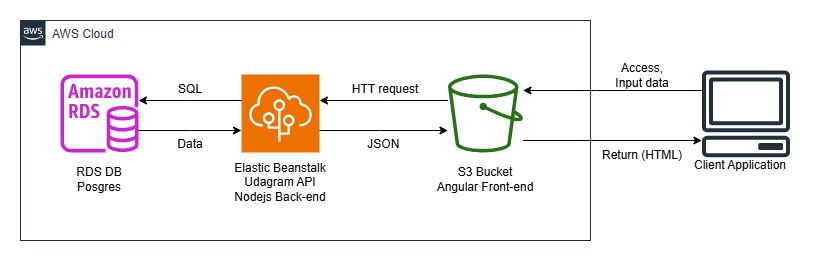 aws
AWS Cloud
Amazon
RDS
RDS DB
Posgres
SQL
Data
Elastic Beanstalk
Udagram API
Nodejs Back-end
HTT request
JSON
S3 Bucket
Angular Front-end
Access,
Input data
Return (HTML)
Client Application